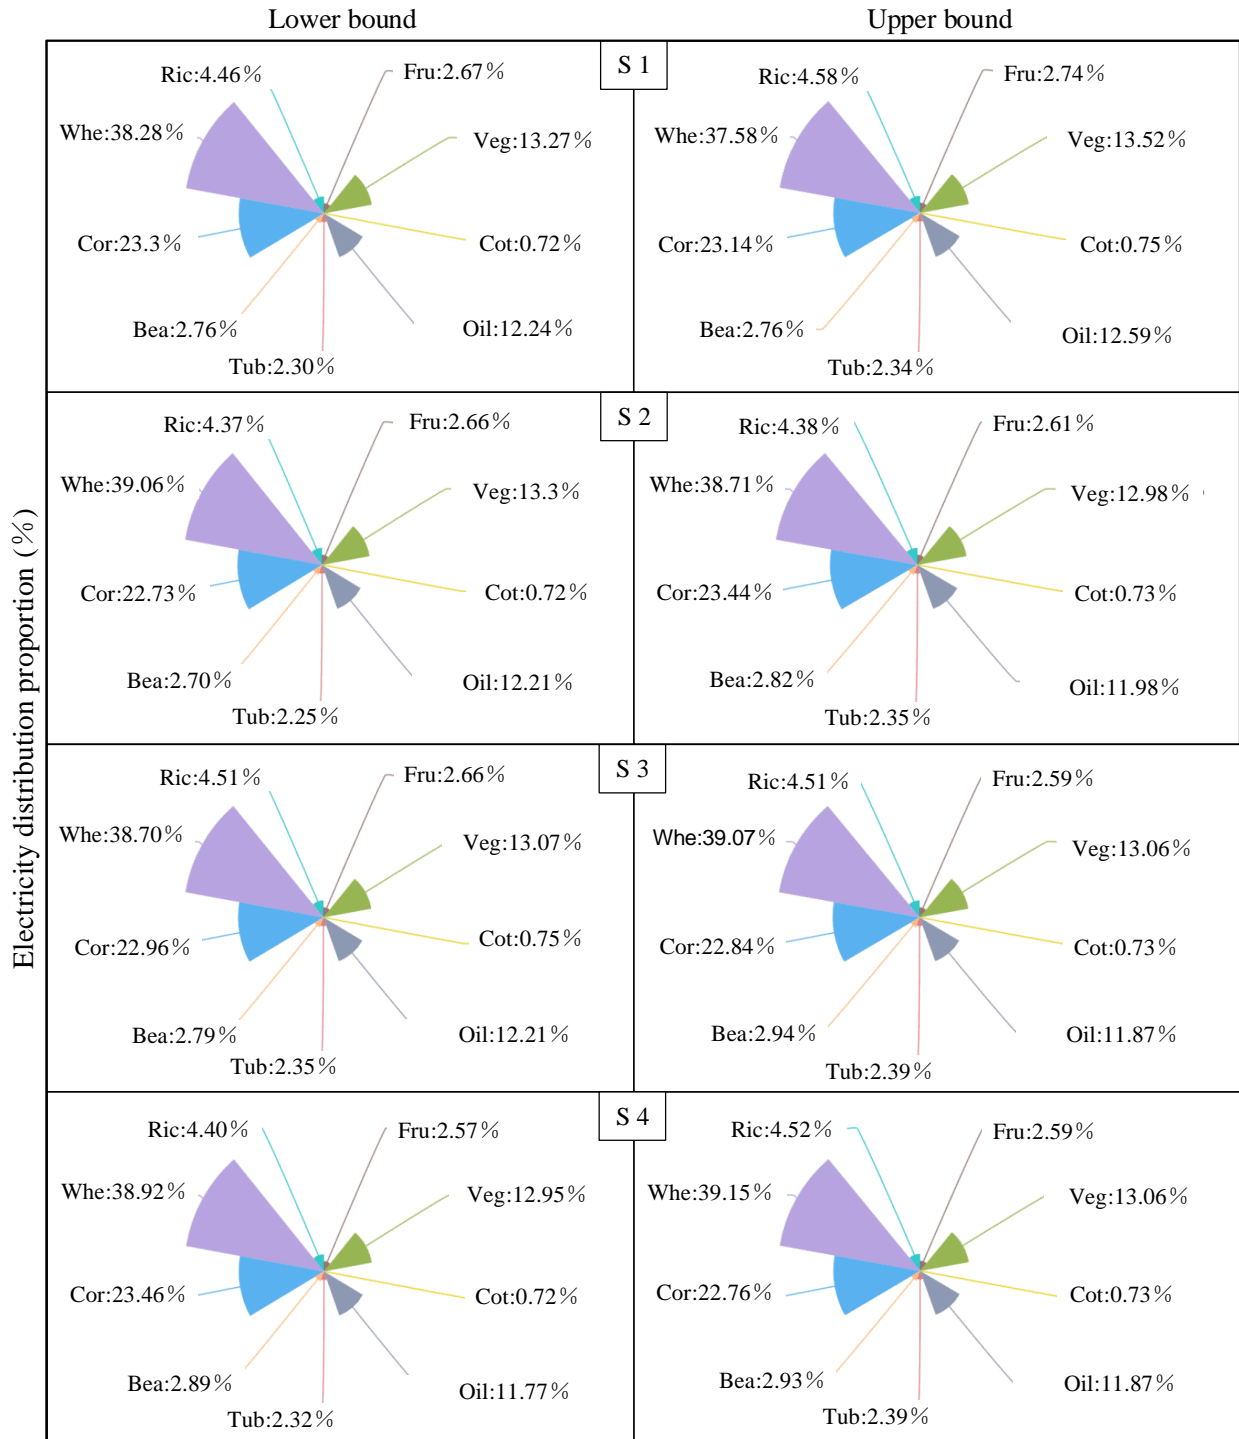 Lower bound
Upper bound
Electricity distribution proportion (%)
S 1
Ric:4.46%
Fru:2.67%
Whe:38.28%
Veg:13.27%
Cor:23.3%
Cot:0.72%
Bea:2.76%
Oil:12.24%
Tub:2.30%
Ric:4.58%
Fru:2.74%
Whe:37.58%
Veg:13.52%
Cor:23.14%
Cot:0.75%
Bea:2.76%
Oil:12.59%
Tub:2.34%
S 2
Ric:4.37%
Fru:2.66%
Whe:39.06%
Veg:13.3%
Cor:22.73%
Cot:0.72%
Bea:2.70%
Oil:12.21%
Tub:2.25%
Ric:4.38%
Fru:2.61%
Whe:38.71%
Veg:12.98%
Cor:23.44%
Cot:0.73%
Bea:2.82%
Oil:11.98%
Tub:2.35%
S 3
Ric:4.51%
Fru:2.66%
Whe:38.70%
Veg:13.07%
Cor:22.96%
Cot:0.75%
Bea:2.79%
Oil:12.21%
Tub:2.35%
Ric:4.51%
Fru:2.59%
Whe:39.07%
Veg:13.06%
Cor:22.84%
Cot:0.73%
Bea:2.94%
Oil:11.87%
Tub:2.39%
S 4
Ric:4.40%
Fru:2.57%
Whe:38.92%
Veg:12.95%
Cor:23.46%
Cot:0.72%
Bea:2.89%
Oil:11.77%
Tub:2.32%
Ric:4.52%
Fru:2.59%
Whe:39.15%
Veg:13.06%
Cor:22.76%
Cot:0.73%
Bea:2.93%
Oil:11.87%
Tub:2.39%